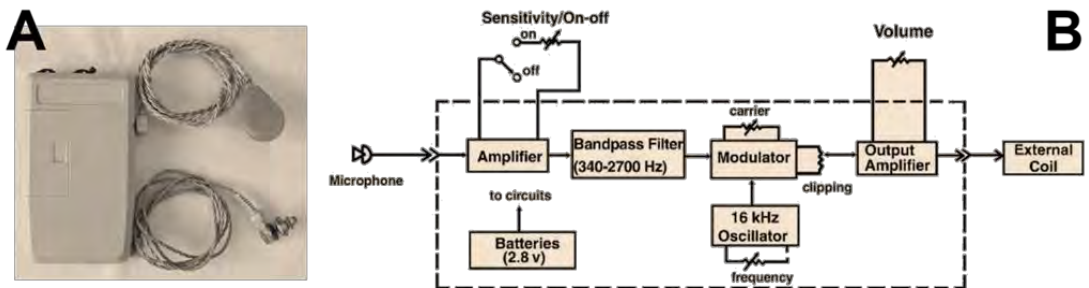 A
B
Sensitivity/On-off
on
off
Volume
carrier
Microphone
Amplifier
Bandpass Filter
(340-2700 Hz)
Modulator
clipping
Output
Amplifier
External
Coil
to circuits
Batteries
(2.8 v)
16 kHz
Oscillator
frequency